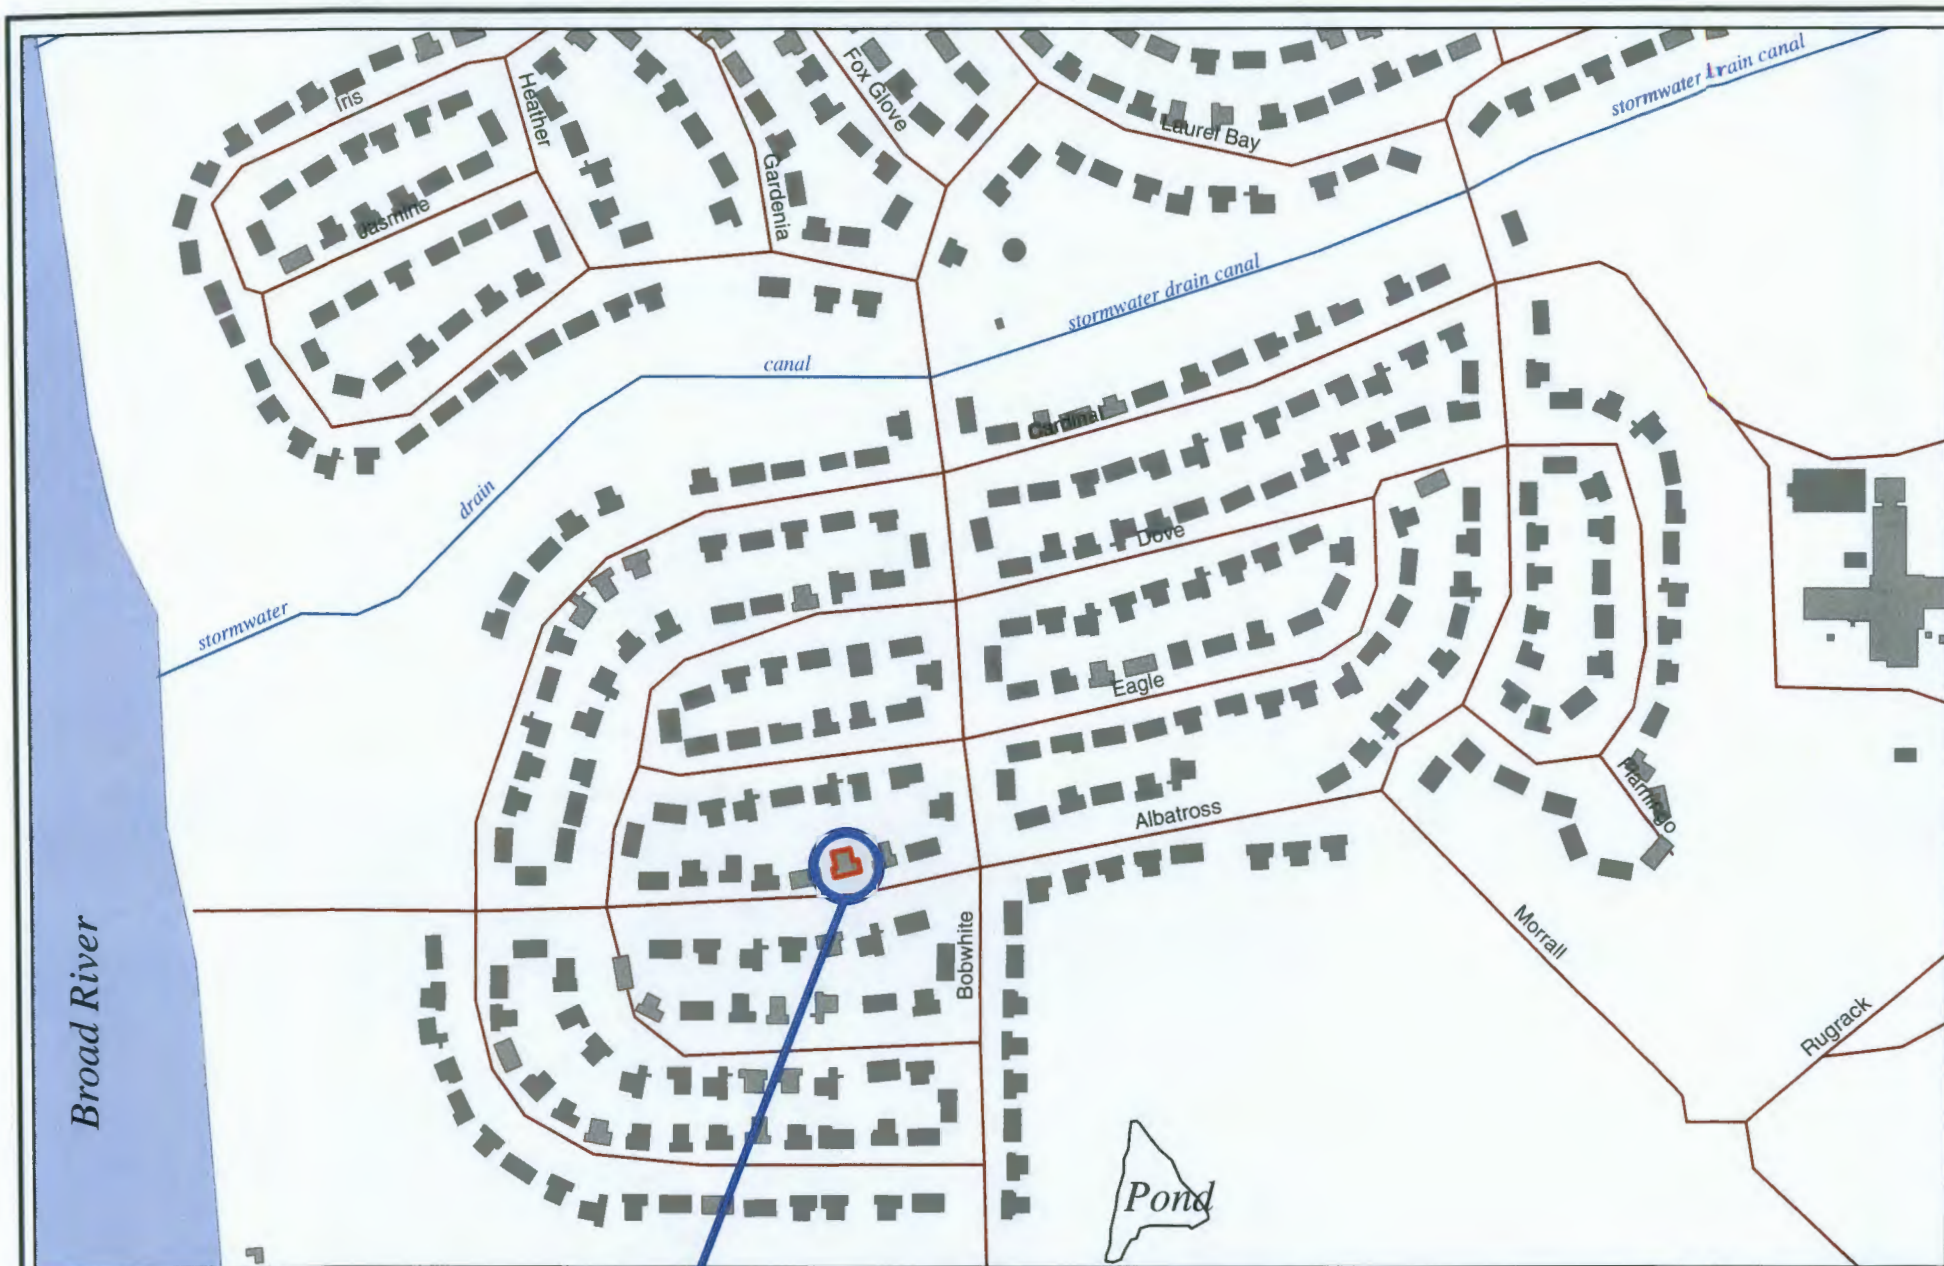 Iris
Heather
Fox Glove
Laurel Bay
stormwater drain canal
Jasmine
Gardenia
stormwater drain canal
canal
Cardinal
drain
Dove
stormwater
Eagle
Flamingo
Albatross
Morrall
Bobwhite
Broad River
Rugrack
Pond